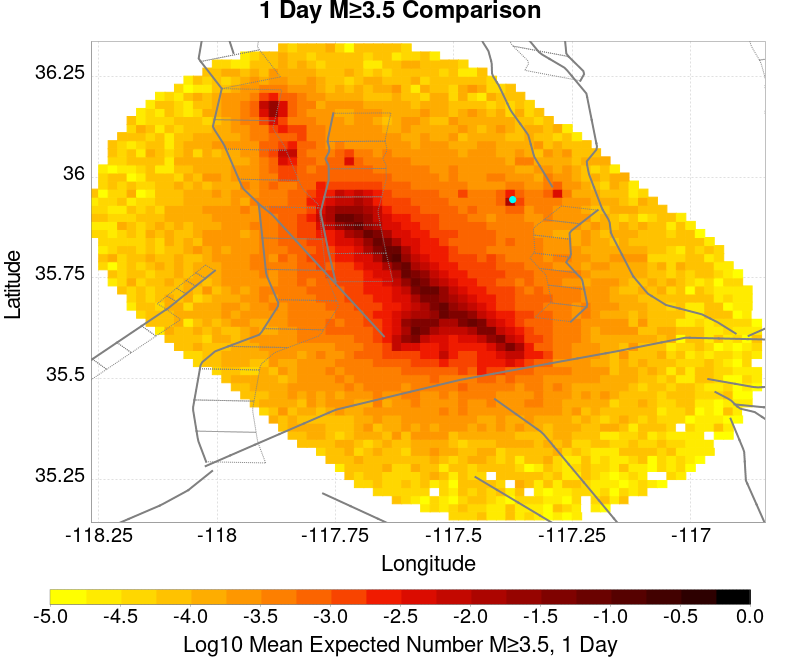 1 Day M≥3.5 Comparison
36.25
36
35.75
35.5
35.25
Latitude
-118.25 -118 -117.75 -117.5 -117.25 -117
Longitude
-5.0 -4.5 -4.0 -3.5 -3.0 -2.5 -2.0 -1.5 -1.0 -0.5 0.0
Log10 Mean Expected Number M≥3.5, 1 Day